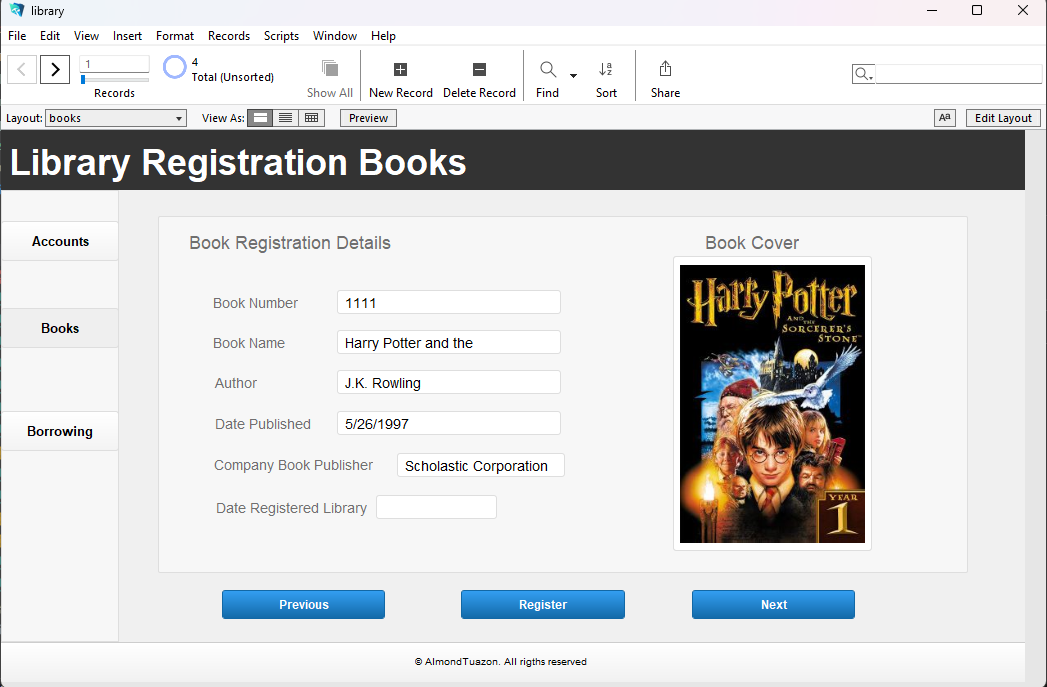 library
File Edit View Insert Format Records Scripts Window Help
1
4
Total (Unsorted)
Records
Show All
New Record
Delete Record
Find
Sort
Share
Layout: books
View As:
Preview
Aa
Edit Layout
Library Registration Books
Accounts
Books
Borrowing
Book Registration Details
Book Number 1111
Book Name Harry Potter and the
Author J.K. Rowling
Date Published 5/26/1997
Company Book Publisher Scholastic Corporation
Date Registered Library
Book Cover
Harry Potter
AND THE
SORCERER'S
STONE
YEAR
1
Previous
Register
Next
© AlmondTuazon. All rigths reserved